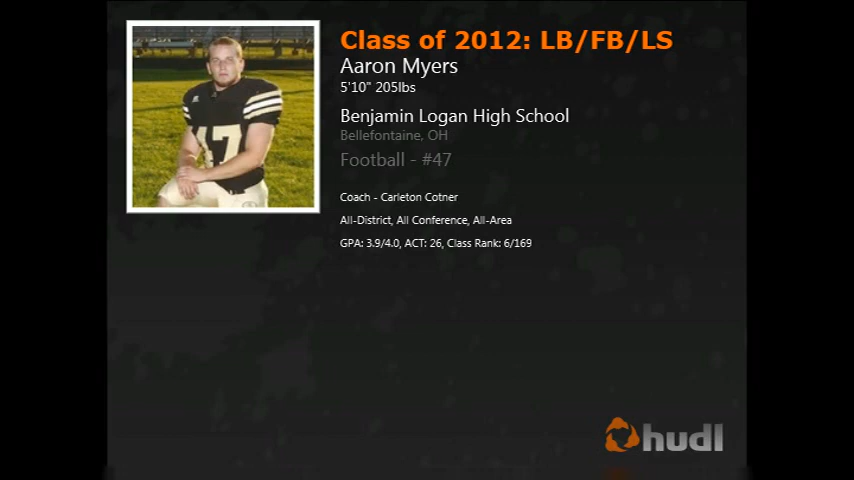 Class of 2012: LB/FB/LS
Aaron Myers
5'10" 205lbs
Benjamin Logan High School
Bellefontaine, OH
Football - #47
Coach - Carleton Cotner
All-District, All Conference, All-Area
GPA: 3.9/4.0, ACT: 26, Class Rank: 6/169
47
hudl